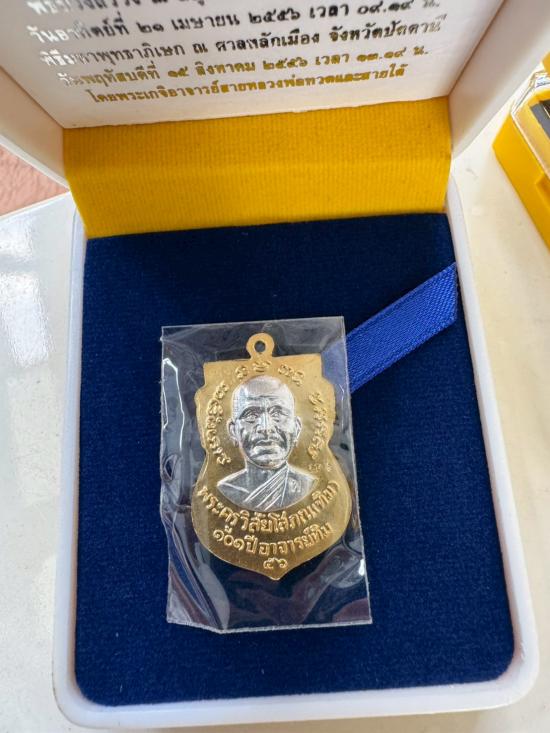 วันอาทิตย์ที่ ๒๑ เมษายน ๒๕๕๖ เวลา ๐๙.๑๙ น.
พิธีมหาพุทธาภิเษก ณ ศาลหลักเมือง จังหวัดปัตตานี
วันพฤหัสบดีที่ ๑๕ สิงหาคม ๒๕๕๖ เวลา ๑๓.๑๙ น.
โดยพระเกจิอาจารย์สายหลวงพ่อทวดและสายใต้
พระครูวิสัยโสภณ(ทิม)
๑๐๑ปีอาจารย์ทิม
๕๖